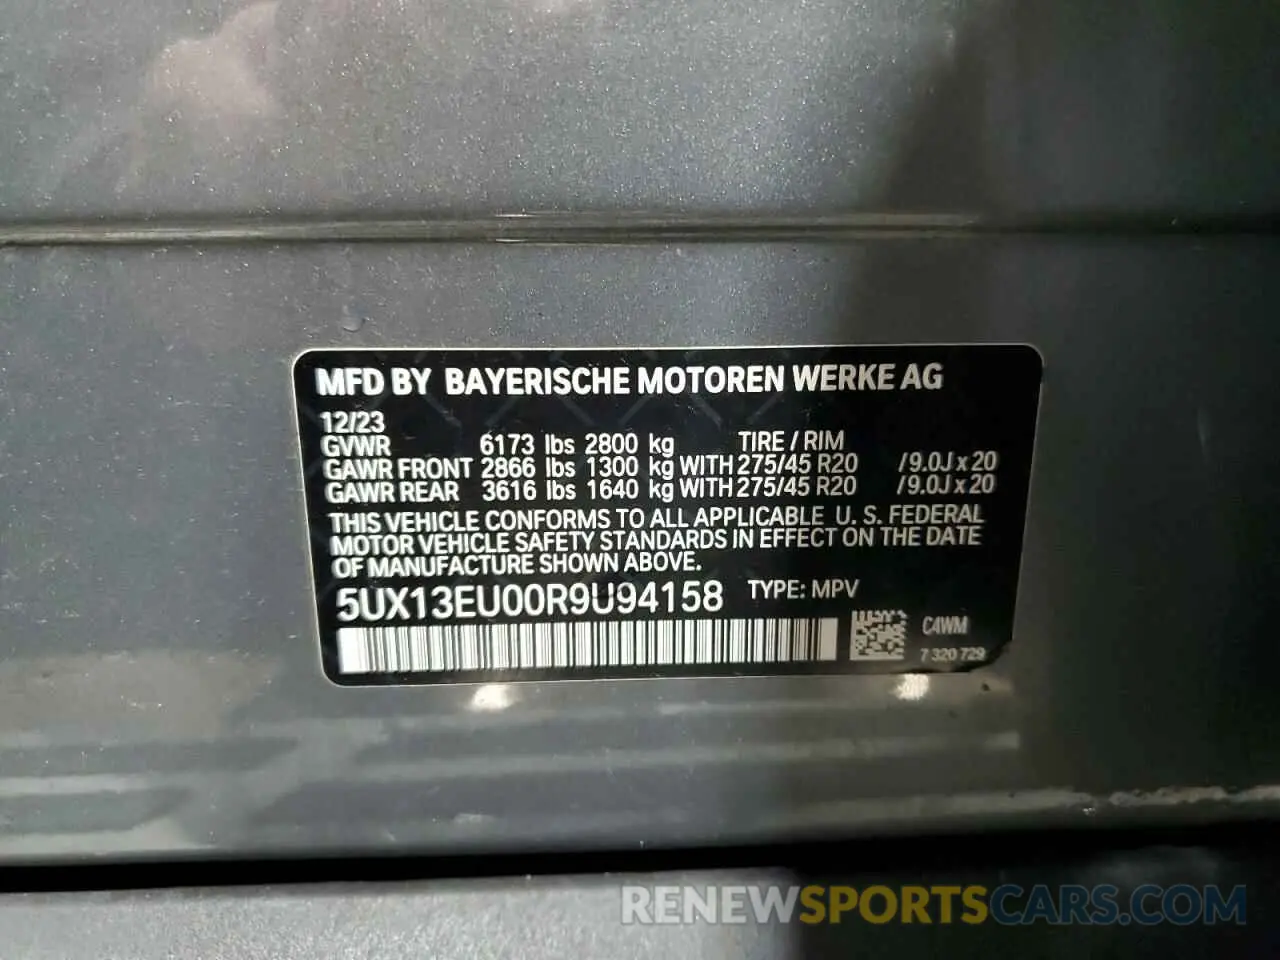 MFD BY BAYERISCHE MOTOREN WERKE AG
12/23
GVWR 6173 lbs 2800 kg TIRE / RIM
GAWR FRONT 2866 lbs 1300 kg WITH 275/45 R20 / 9.0J x 20
GAWR REAR 3616 lbs 1640 kg WITH 275/45 R20 / 9.0J x 20
THIS VEHICLE CONFORMS TO ALL APPLICABLE U. S. FEDERAL
MOTOR VEHICLE SAFETY STANDARDS IN EFFECT ON THE DATE
OF MANUFACTURE SHOWN ABOVE.
5UX13EU00R9U94158 TYPE: MPV
C4WM
7 320 729
RENEWSPORTSCARS.COM